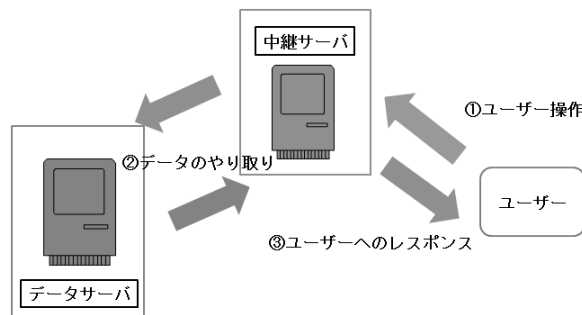 中継サーバ
①ユーザー操作
②データのやり取り
ユーザー
③ユーザーへのレスポンス
データサーバ